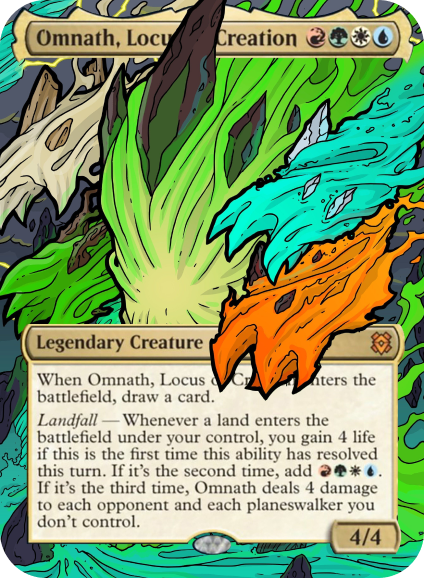 Omnath, Locu Creation
Legendary Creature
When Omnath, Locus o Cr enters the
battlefield, draw a card.
Landfall — Whenever a land enters the
battlefield under your control, you gain 4 life
if this is the first time this ability has resolved
this turn. If it's the second time, add .
If it's the third time, Omnath deals 4 damage
to each opponent and each planeswalker you
don't control.
4/4